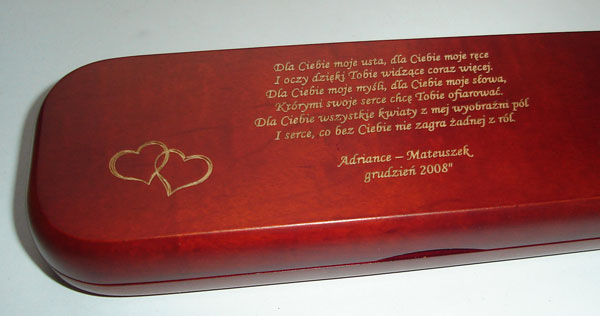 Dla Ciebie moje usta, dla Ciebie moje ręce
I oczy dzięki Tobie widzące coraz więcej.
Dla Ciebie moje myśli, dla Ciebie moje słowa,
Którymi swoje serce chcę Tobie ofiarować.
Dla Ciebie wszystkie kwiaty z mej wyobraźni pól
I serce, co bez Ciebie nie zagra żadnej z ról.
Adriance – Mateuszek
grudzień 2008"